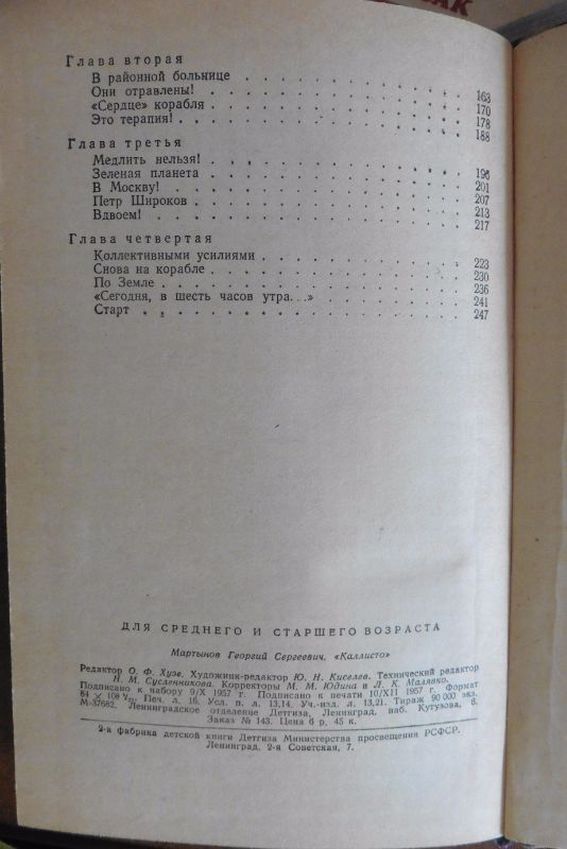 АК
Глава вторая
В районной больнице . . . . . . . . . . . . . 163
Они отравлены! . . . . . . . . . . . . . . . 170
«Сердце» корабля . . . . . . . . . . . . . . 178
Это терапия! . . . . . . . . . . . . . . . . 188
Глава третья
Медлить нельзя! . . . . . . . . . . . . . . 196
Зеленая планета . . . . . . . . . . . . . . 201
В Москву! . . . . . . . . . . . . . . . . . 207
Петр Широков . . . . . . . . . . . . . . . 213
Вдвоем! . . . . . . . . . . . . . . . . . . 217
Глава четвертая
Коллективными усилиями . . . . . . . . . . . 223
Снова на корабле . . . . . . . . . . . . . . 230
По Земле . . . . . . . . . . . . . . . . . . 236
«Сегодня, в шесть часов утра...» . . . . . . . 241
Старт . . . . . . . . . . . . . . . . . . . 247
ДЛЯ СРЕДНЕГО И СТАРШЕГО ВОЗРАСТА
Мартынов Георгий Сергеевич. «Каллисто»
Редактор О. Ф. Хузе. Художник-редактор Ю. Н. Киселев. Технический редактор
Н. М. Сусленникова. Корректоры М. М. Юдина и Л. К. Малявко.
Подписано к набору 9/X 1957 г. Подписано к печати 10/XII 1957 г. Формат
84 × 108 1/32. Печ. л. 16. Усл. п. л. 13,14. Уч.-изд. л. 13,21. Тираж 90 000 экз.
М-37682. Ленинградское отделение Детгиза, Ленинград, наб. Кутузова, 6.
Заказ № 143. Цена 6 р. 45 к.
2-я фабрика детской книги Детгиза Министерства просвещения РСФСР.
Ленинград, 2-я Советская, 7.